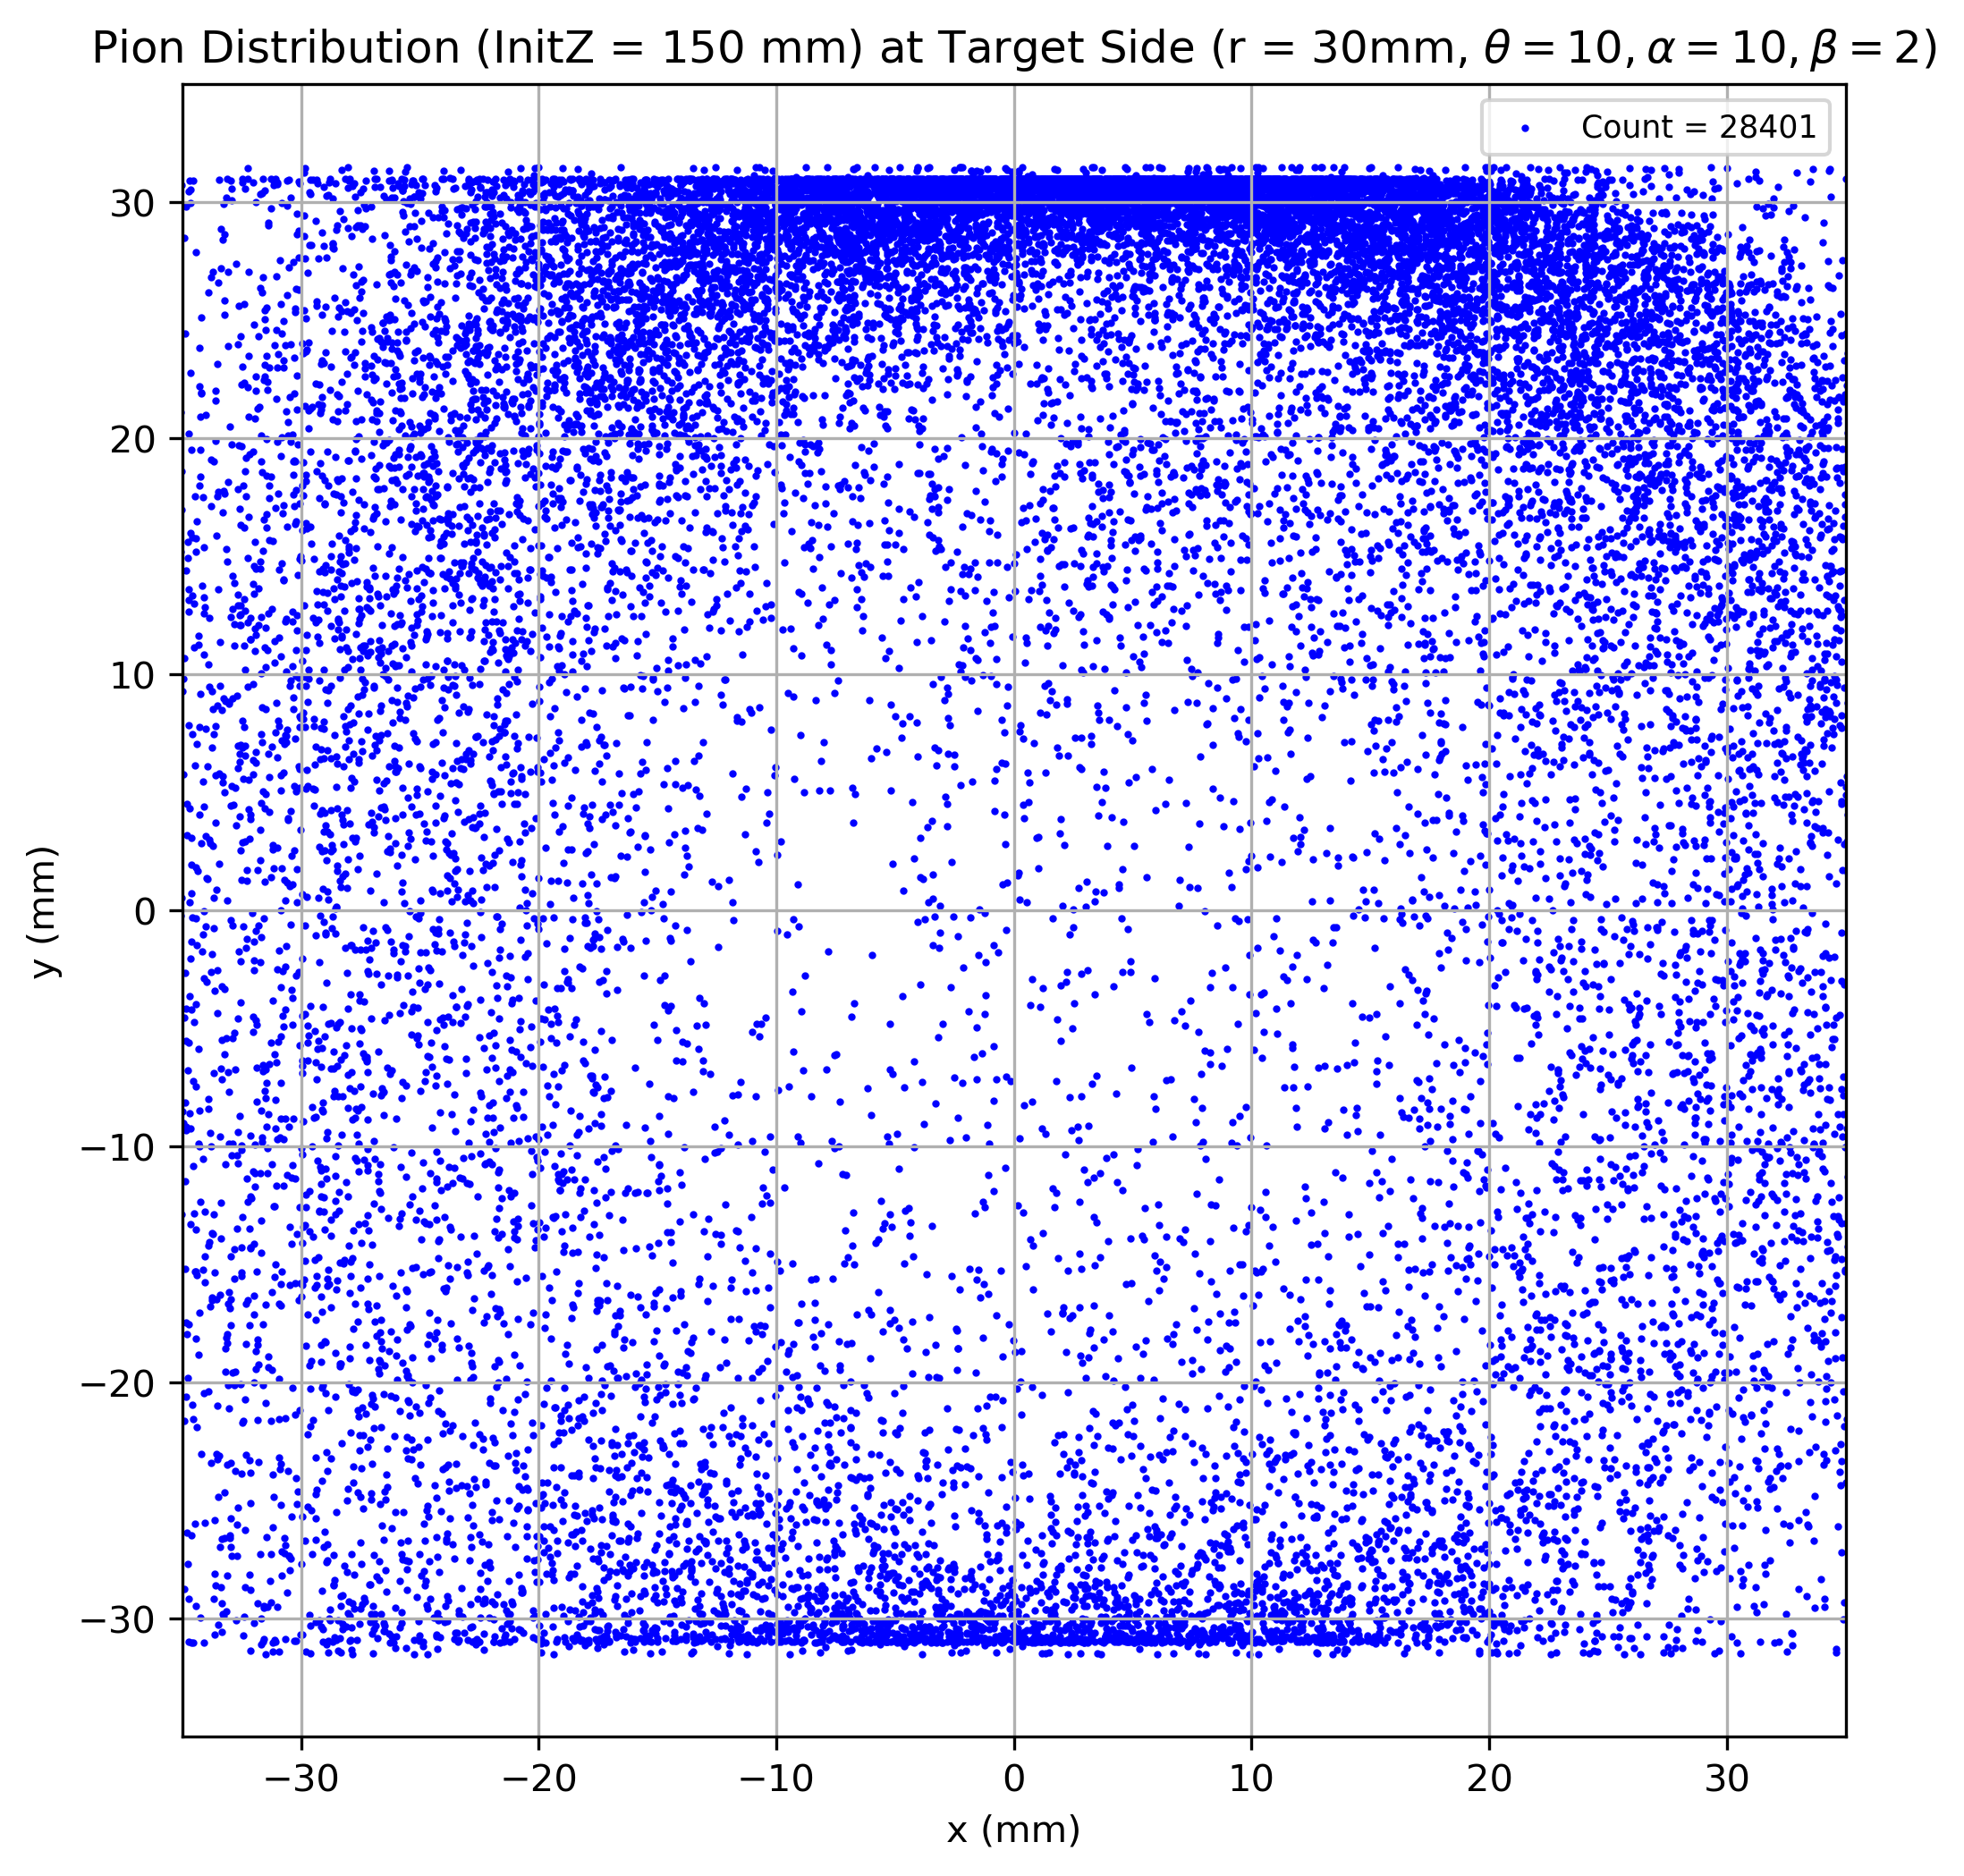 Pion Distribution (InitZ = 150 mm) at Target Side (r = 30mm, θ = 10, α = 10, β = 2)
Count = 28401
30
20
10
0
−10
−20
−30
y (mm)
−30 −20 −10 0 10 20 30
x (mm)